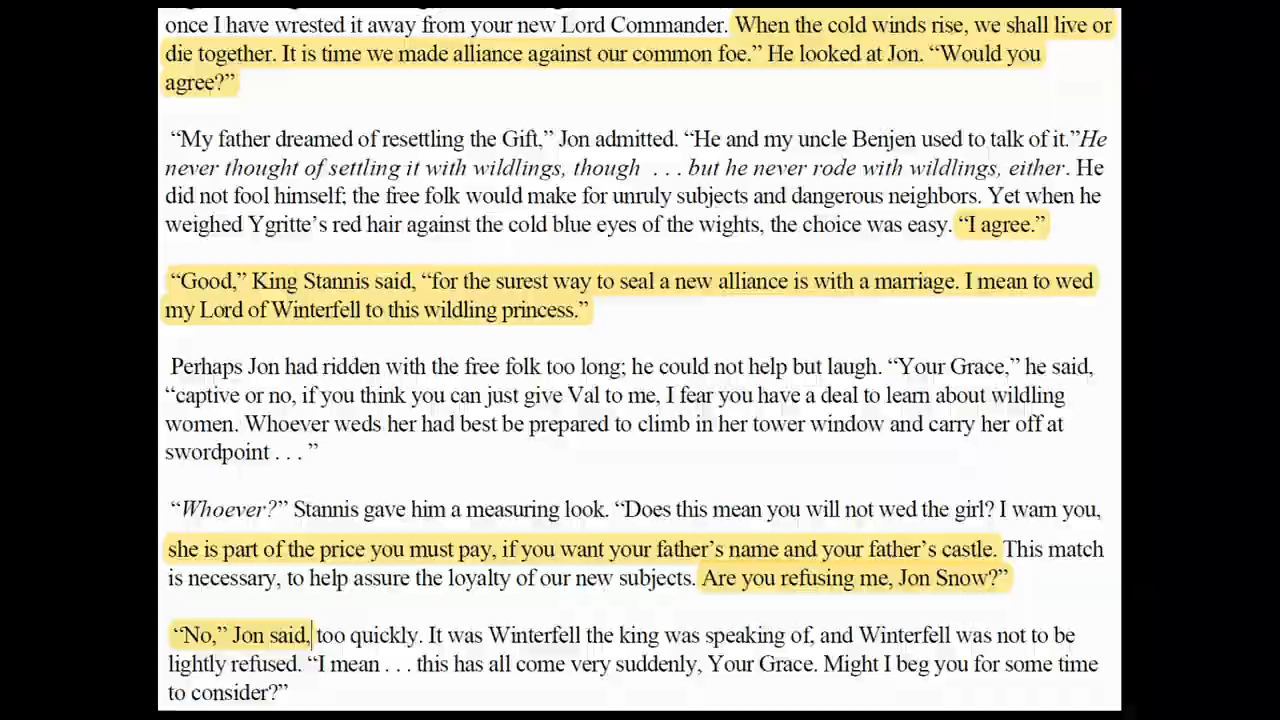 once I have wrested it away from your new Lord Commander. When the cold winds rise, we shall live or
die together. It is time we made alliance against our common foe.” He looked at Jon. “Would you
agree?”
“My father dreamed of resettling the Gift,” Jon admitted. “He and my uncle Benjen used to talk of it.”He
never thought of settling it with wildlings, though . . . but he never rode with wildlings, either. He
did not fool himself; the free folk would make for unruly subjects and dangerous neighbors. Yet when he
weighed Ygritte’s red hair against the cold blue eyes of the wights, the choice was easy. “I agree.”
“Good,” King Stannis said, “for the surest way to seal a new alliance is with a marriage. I mean to wed
my Lord of Winterfell to this wildling princess.”
Perhaps Jon had ridden with the free folk too long; he could not help but laugh. “Your Grace,” he said,
“captive or no, if you think you can just give Val to me, I fear you have a deal to learn about wildling
women. Whoever weds her had best be prepared to climb in her tower window and carry her off at
swordpoint . . . ”
“Whoever?” Stannis gave him a measuring look. “Does this mean you will not wed the girl? I warn you,
she is part of the price you must pay, if you want your father’s name and your father’s castle. This match
is necessary, to help assure the loyalty of our new subjects. Are you refusing me, Jon Snow?”
“No,” Jon said, too quickly. It was Winterfell the king was speaking of, and Winterfell was not to be
lightly refused. “I mean . . . this has all come very suddenly, Your Grace. Might I beg you for some time
to consider?”